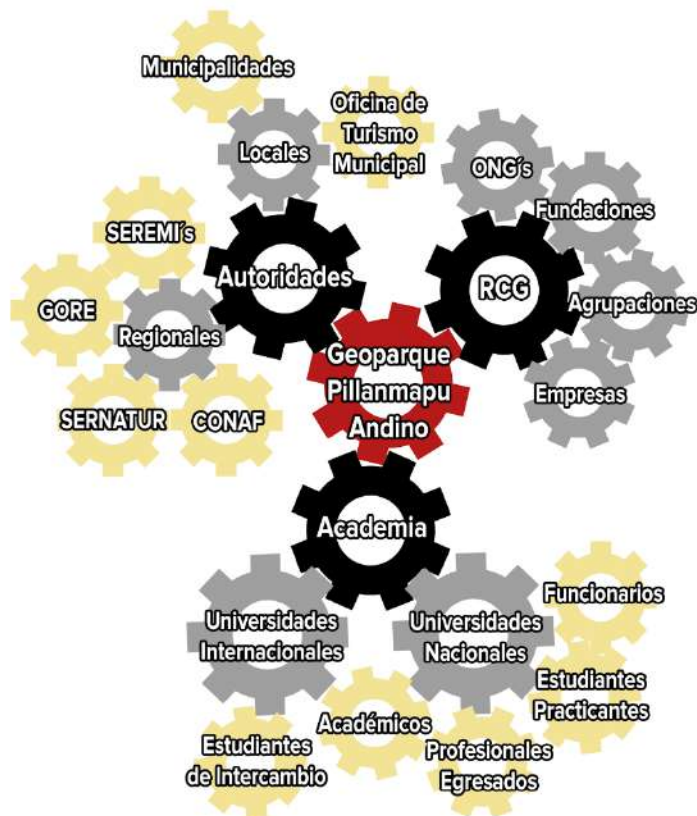 Municipalidades
Oficina de
Turismo
Municipal
Locales
ONG´s
Fundaciones
SEREMI´s
Autoridades
RCG
GORE
Regionales
Agrupaciones
Geoparque
Pillanmapu
Andino
Empresas
SERNATUR
CONAF
Academia
Funcionarios
Universidades
Internacionales
Universidades
Nacionales
Estudiantes
Practicantes
Académicos
Estudiantes
de Intercambio
Profesionales
Egresados